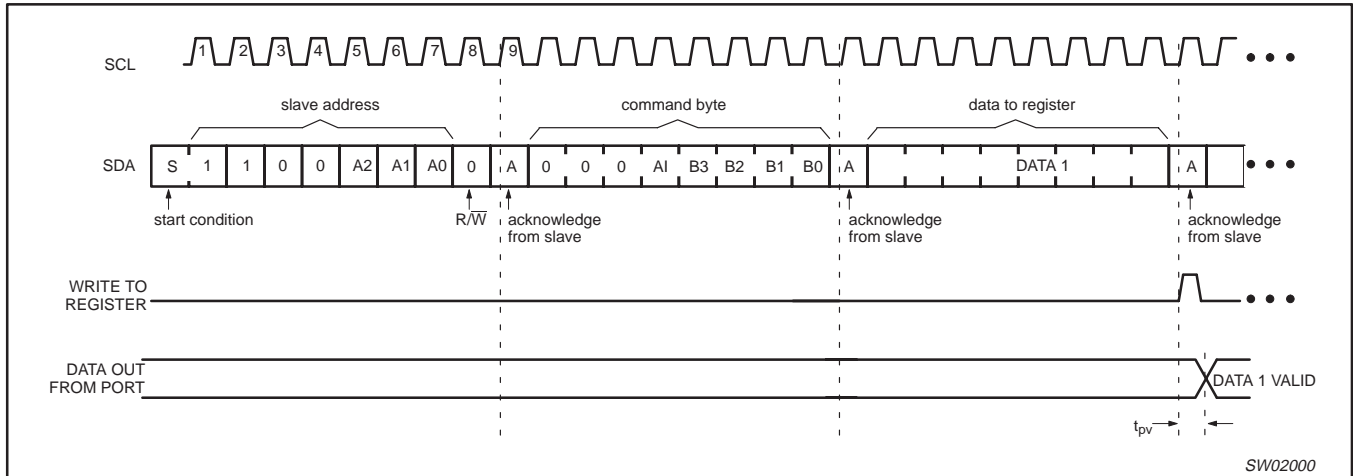 SCL 1 2 3 4 5 6 7 8 9
slave address command byte data to register
SDA S 1 1 0 0 A2 A1 A0 0 A 0 0 0 AI B3 B2 B1 B0 A DATA 1 A
start condition R/W̅ acknowledge from slave acknowledge from slave acknowledge from slave
WRITE TO
REGISTER
DATA OUT
FROM PORT
DATA 1 VALID
tpv
SW02000